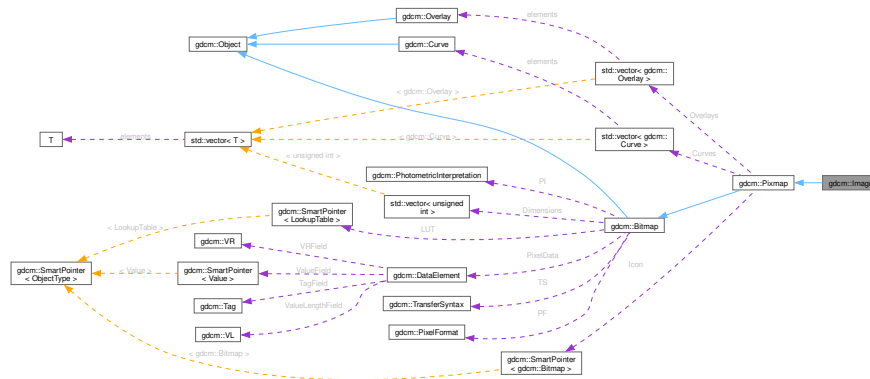 gdcm::Overlay
elements
gdcm::Object
gdcm::Curve
elements
std::vector< gdcm::
Overlay >
< gdcm::Overlay >
Overlays
T
elements
std::vector< T >
< gdcm::Curve >
std::vector< gdcm::
Curve >
Curves
< unsigned int >
gdcm::PhotometricInterpretation
PI
gdcm::Pixmap
gdcm::Image
std::vector< unsigned
int >
Dimensions
gdcm::SmartPointer
< LookupTable >
gdcm::Bitmap
< LookupTable >
LUT
gdcm::VR
VRField
PixelData
Icon
gdcm::SmartPointer
< ObjectType >
< Value >
gdcm::SmartPointer
< Value >
ValueField
gdcm::DataElement
TagField
TS
gdcm::Tag
ValueLengthField
gdcm::TransferSyntax
PF
gdcm::VL
gdcm::PixelFormat
< gdcm::Bitmap >
gdcm::SmartPointer
< gdcm::Bitmap >